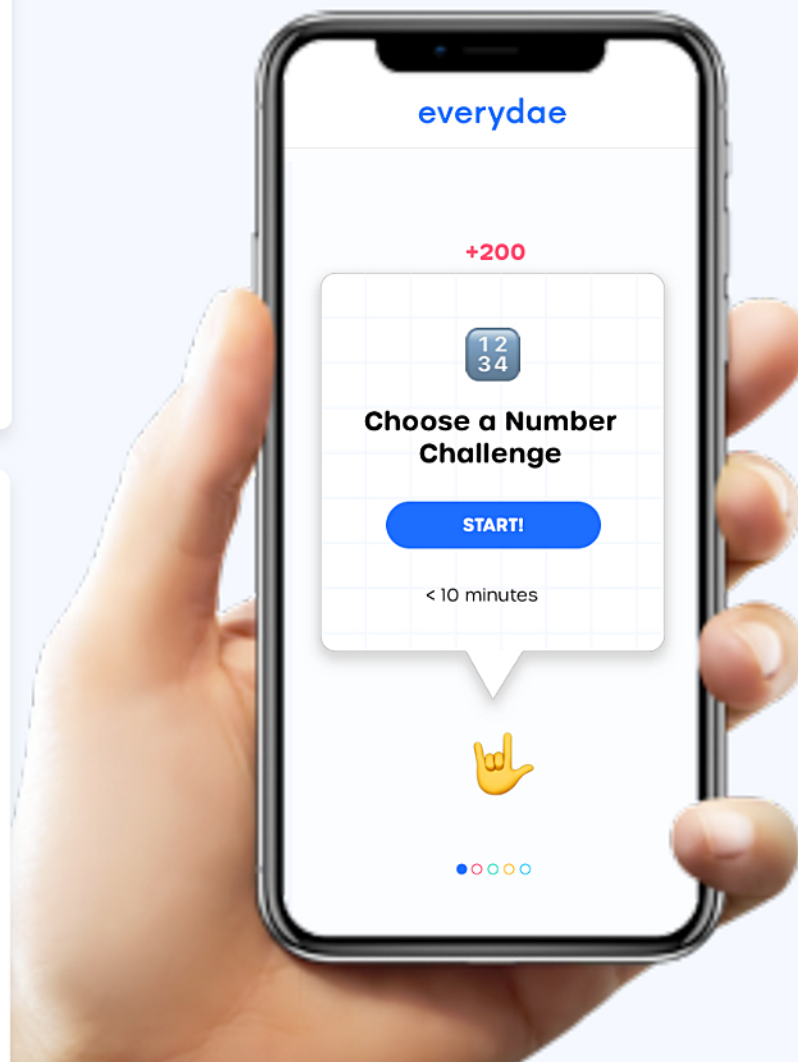 everydae
+200
12
34
Choose a Number
Challenge
START!
< 10 minutes